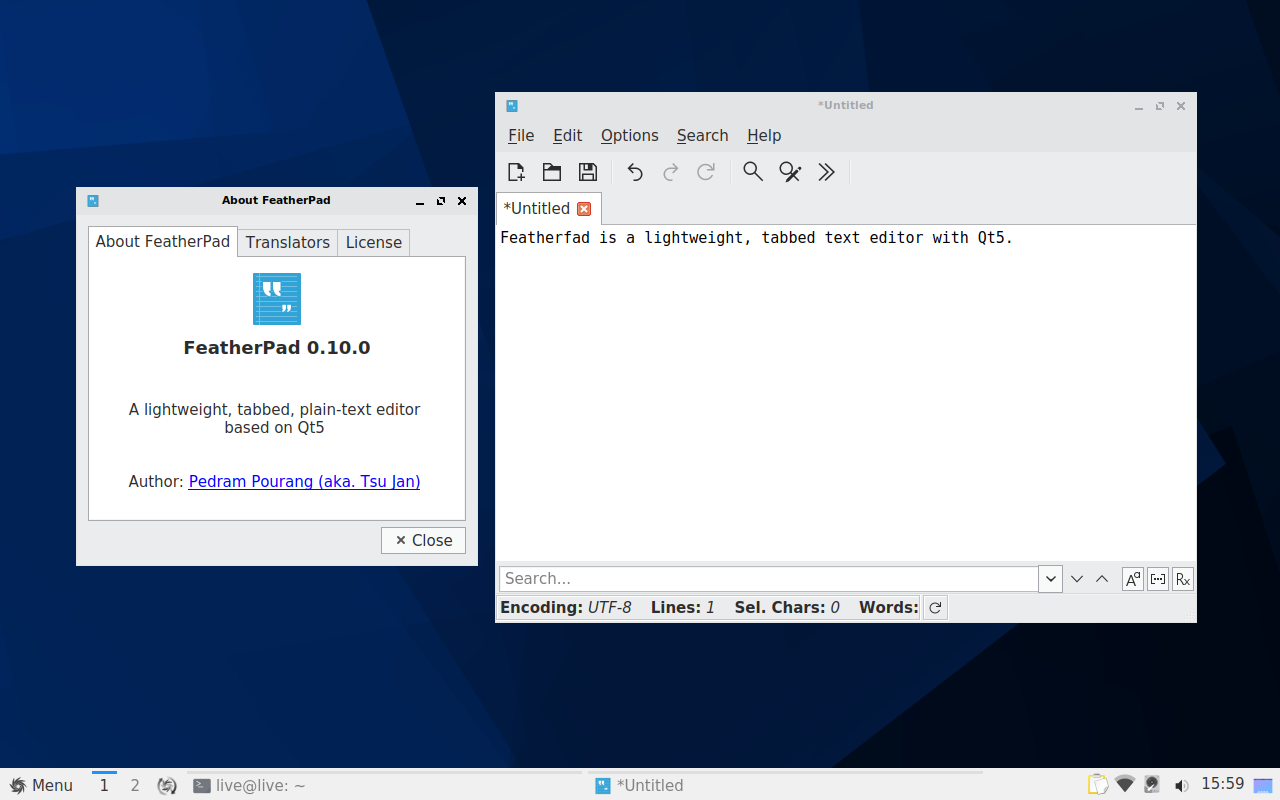 *Untitled
File Edit Options Search Help
*Untitled
Featherfad is a lightweight, tabbed text editor with Qt5.
Search...
Aa [···] Rx
Encoding: UTF-8 Lines: 1 Sel. Chars: 0 Words:
About FeatherPad
About FeatherPad Translators License
FeatherPad 0.10.0
A lightweight, tabbed, plain-text editor
based on Qt5
Author: Pedram Pourang (aka. Tsu Jan)
Close
Menu 1 2 live@live: ~ *Untitled 15:59